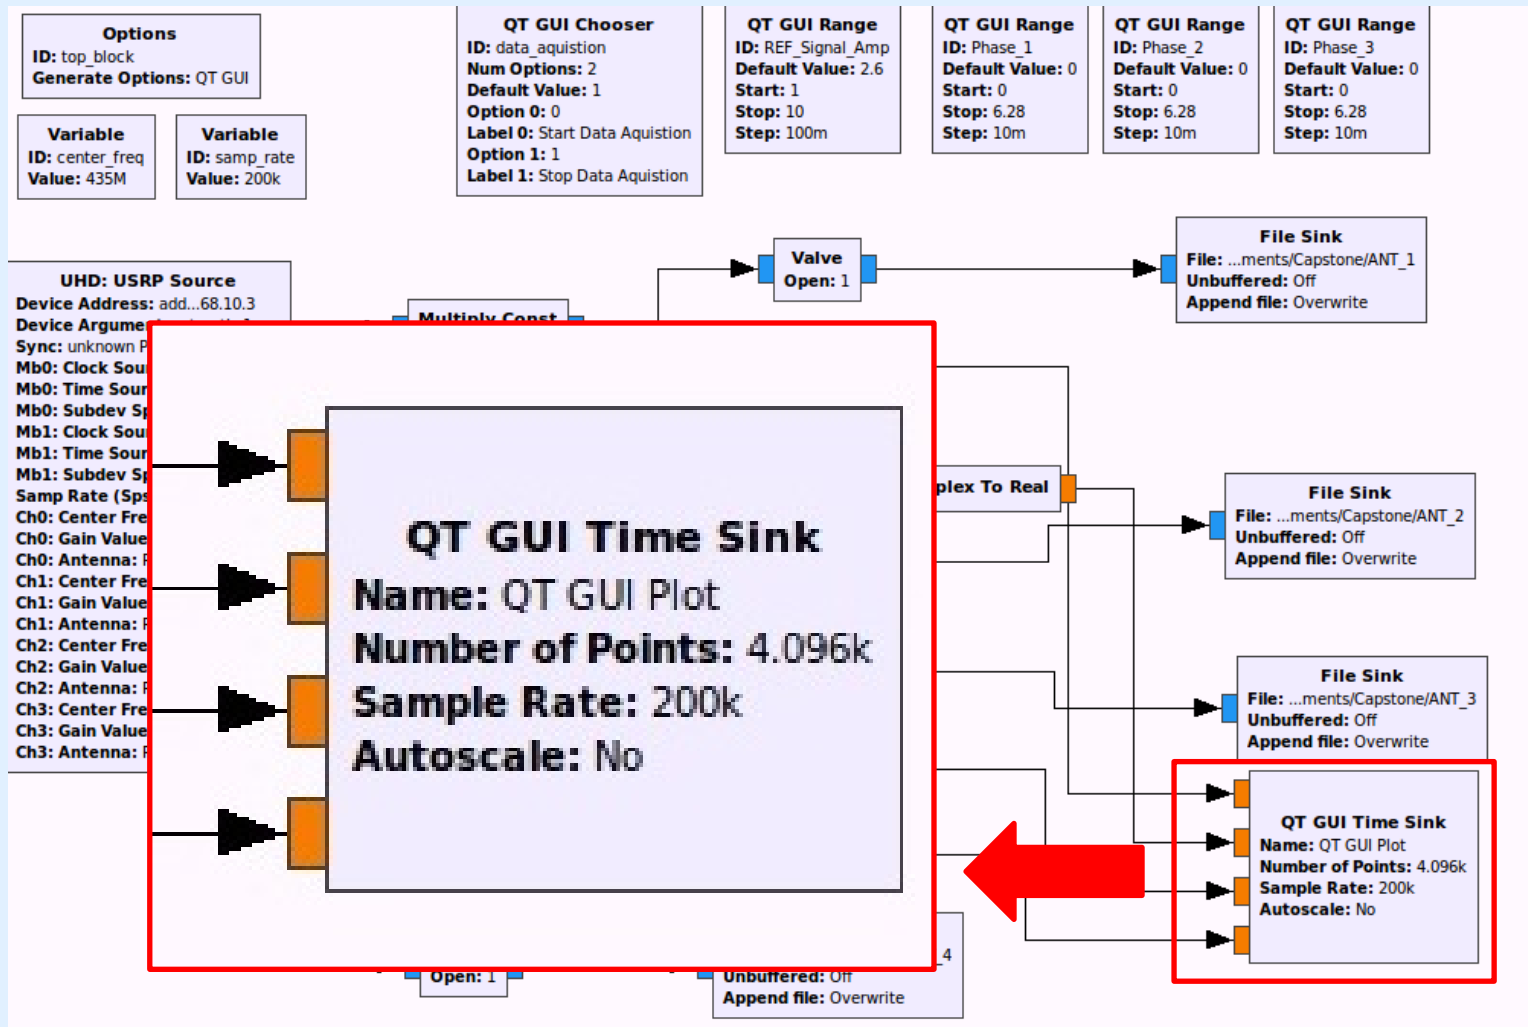 Options
ID: top_block
Generate Options: QT GUI
Variable
ID: center_freq
Value: 435M
Variable
ID: samp_rate
Value: 200k
QT GUI Chooser
ID: data_aquistion
Num Options: 2
Default Value: 1
Option 0: 0
Label 0: Start Data Aquistion
Option 1: 1
Label 1: Stop Data Aquistion
QT GUI Range
ID: REF_Signal_Amp
Default Value: 2.6
Start: 1
Stop: 10
Step: 100m
QT GUI Range
ID: Phase_1
Default Value: 0
Start: 0
Stop: 6.28
Step: 10m
QT GUI Range
ID: Phase_2
Default Value: 0
Start: 0
Stop: 6.28
Step: 10m
QT GUI Range
ID: Phase_3
Default Value: 0
Start: 0
Stop: 6.28
Step: 10m
Valve
Open: 1
File Sink
File: ...ments/Capstone/ANT_1
Unbuffered: Off
Append file: Overwrite
UHD: USRP Source
Device Address: add...68.10.3
Device Argume
Sync: unknown P
Mb0: Clock Sou
Mb0: Time Sour
Mb0: Subdev Sp
Mb1: Clock Sou
Mb1: Time Sour
Mb1: Subdev Sp
Samp Rate (Sps
Ch0: Center Fre
Ch0: Gain Value
Ch0: Antenna:
Ch1: Center Fre
Ch1: Gain Value
Ch1: Antenna:
Ch2: Center Fre
Ch2: Gain Value
Ch2: Antenna:
Ch3: Center Fre
Ch3: Gain Value
Ch3: Antenna:
Multiply Const
QT GUI Time Sink
Name: QT GUI Plot
Number of Points: 4.096k
Sample Rate: 200k
Autoscale: No
plex To Real
File Sink
File: ...ments/Capstone/ANT_2
Unbuffered: Off
Append file: Overwrite
File Sink
File: ...ments/Capstone/ANT_3
Unbuffered: Off
Append file: Overwrite
QT GUI Time Sink
Name: QT GUI Plot
Number of Points: 4.096k
Sample Rate: 200k
Autoscale: No
Open: 1
_4
Unbuffered: Off
Append file: Overwrite